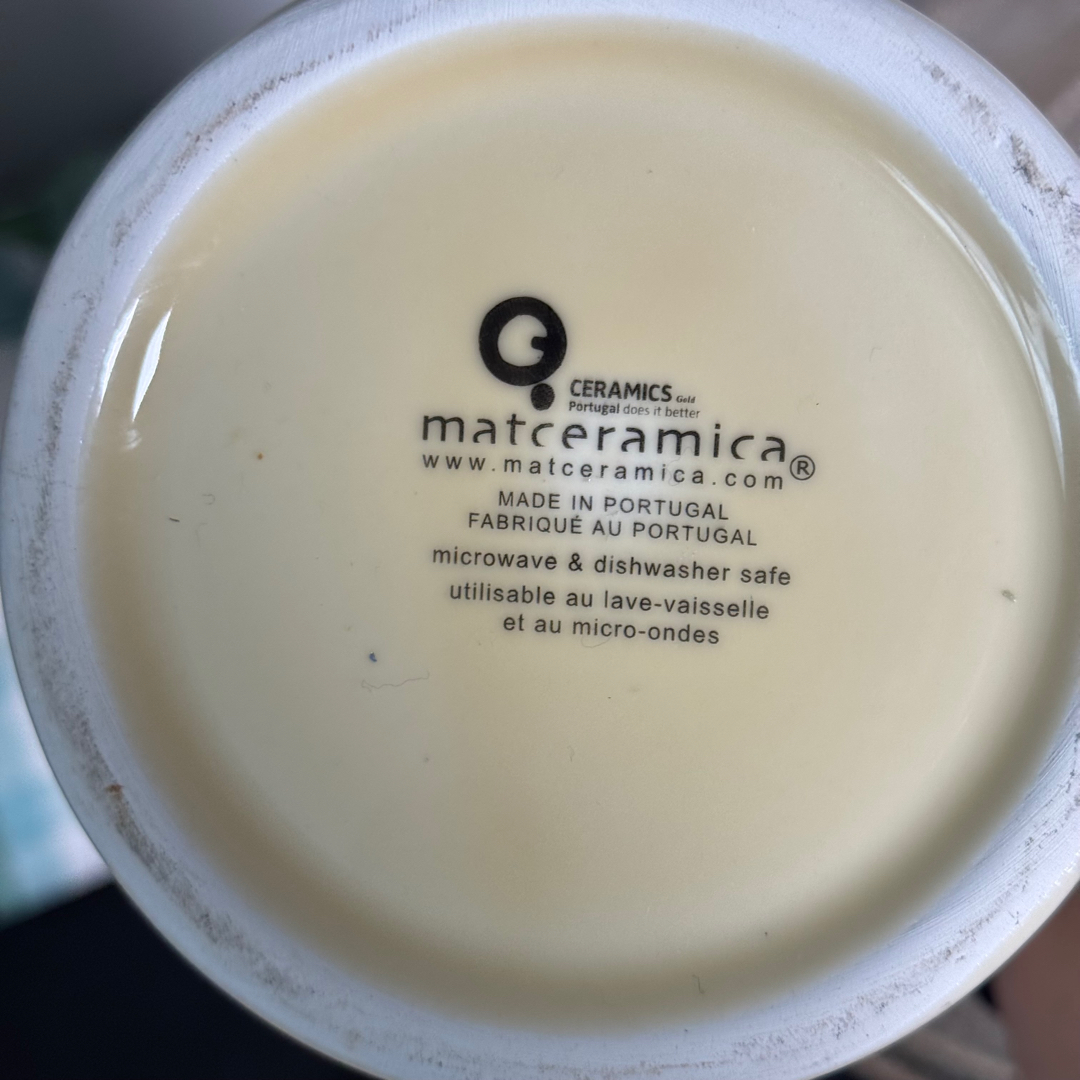 CERAMICS Gold
Portugal does it better
matceramica®
www.matceramica.com
MADE IN PORTUGAL
FABRIQUÉ AU PORTUGAL
microwave & dishwasher safe
utilisable au lave-vaisselle
et au micro-ondes